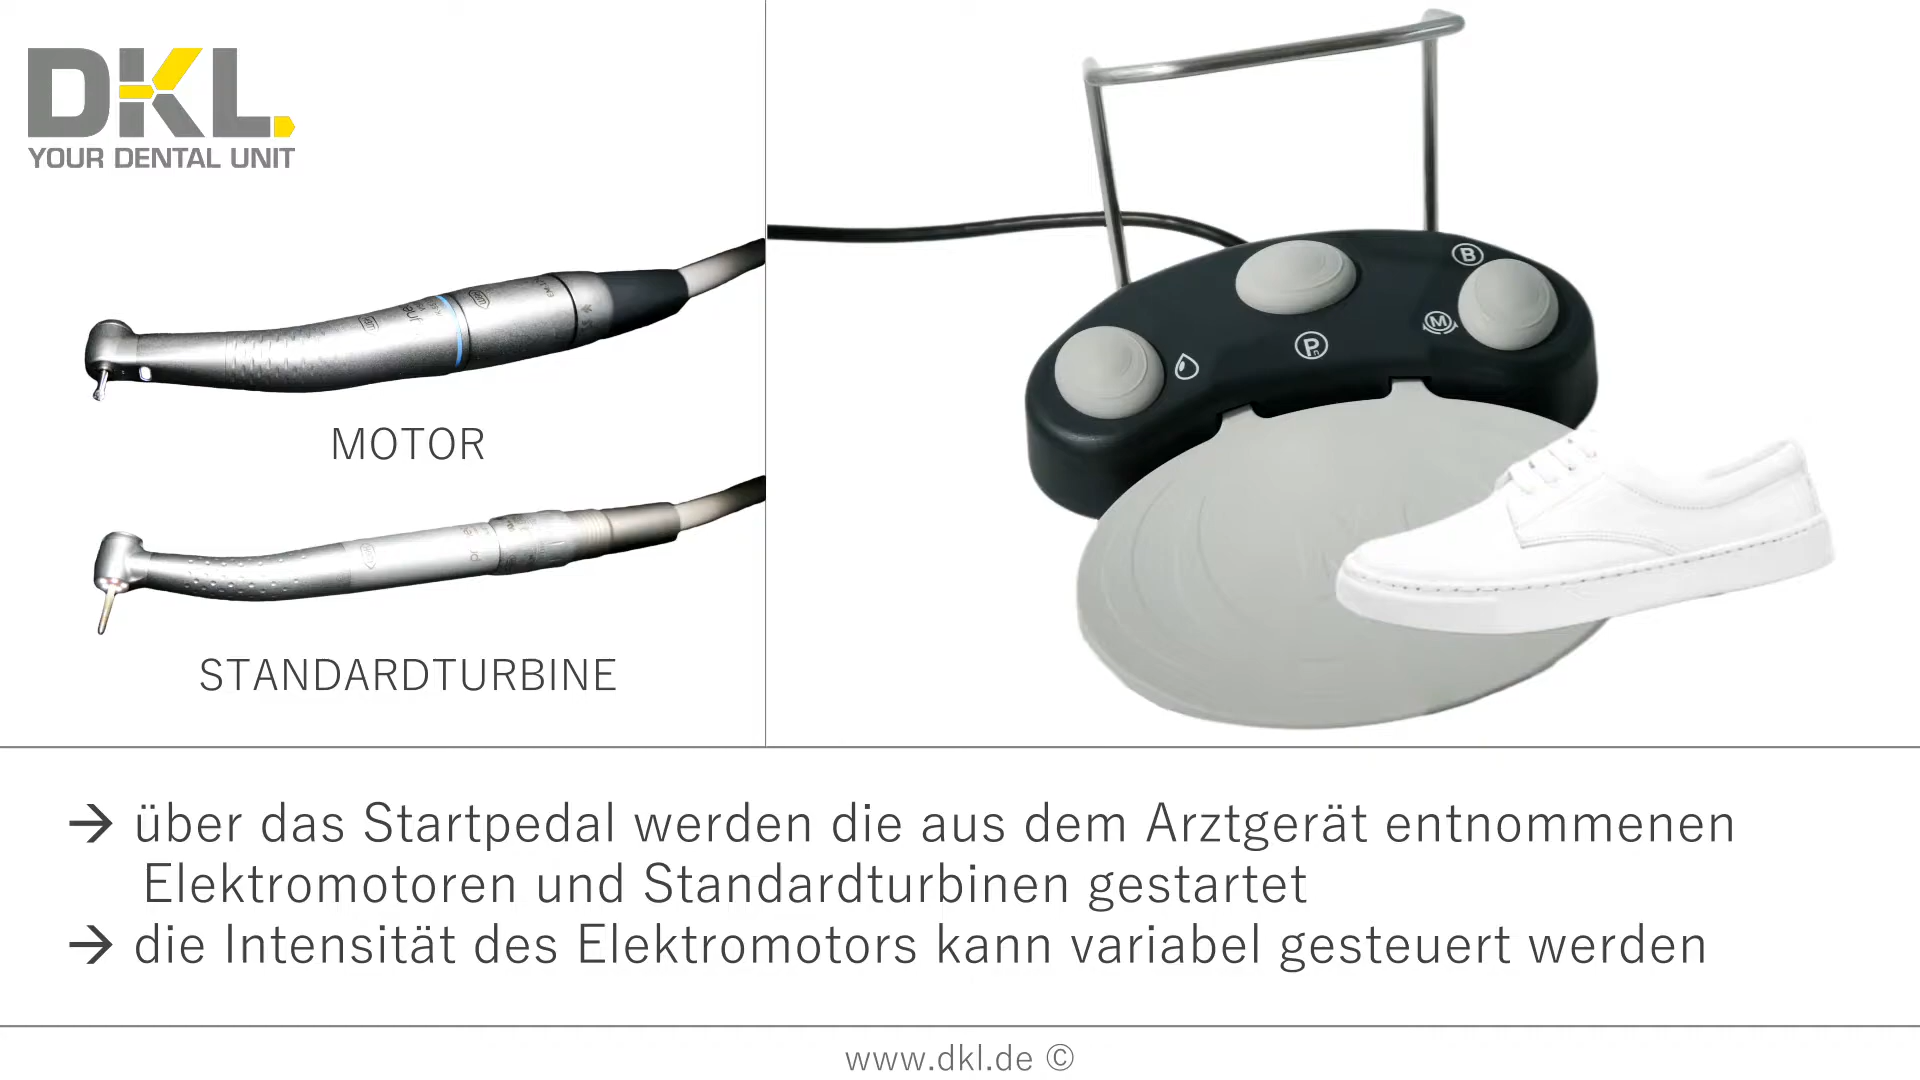 DKL.
YOUR DENTAL UNIT
B
M
Pn
MOTOR
STANDARDTURBINE
→ über das Startpedal werden die aus dem Arztgerät entnommenen
Elektromotoren und Standardturbinen gestartet
→ die Intensität des Elektromotors kann variabel gesteuert werden
www.dkl.de ©